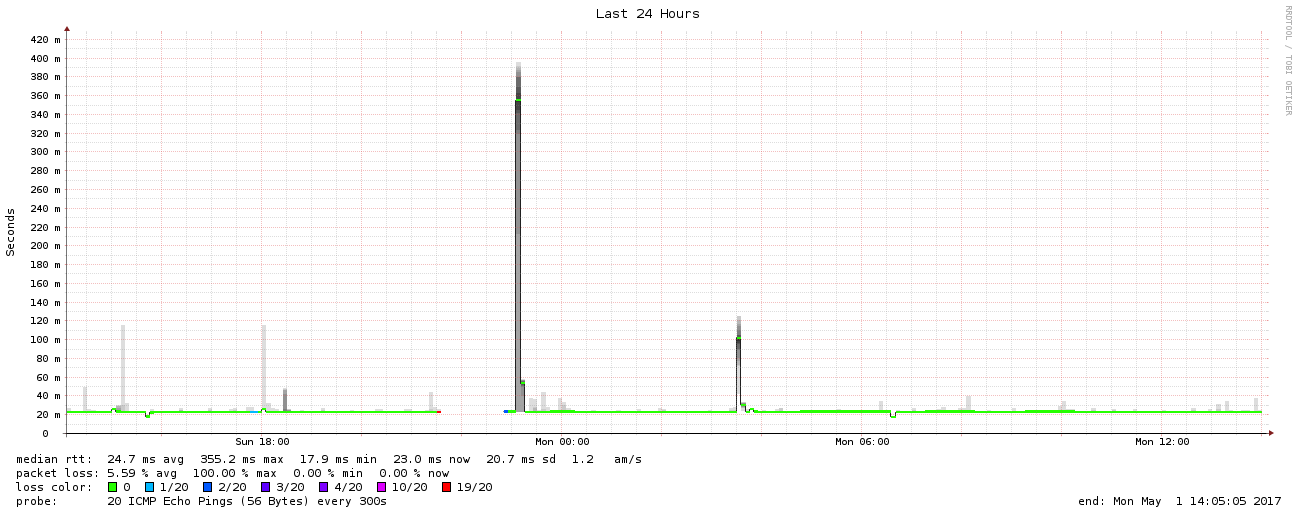 Last 24 Hours
RRDTOOL / TOBI OETIKER
Seconds
420 m
400 m
380 m
360 m
340 m
320 m
300 m
280 m
260 m
240 m
220 m
200 m
180 m
160 m
140 m
120 m
100 m
80 m
60 m
40 m
20 m
0
Sun 18:00 Mon 00:00 Mon 06:00 Mon 12:00
median rtt: 24.7 ms avg 355.2 ms max 17.9 ms min 23.0 ms now 20.7 ms sd 1.2 am/s
packet loss: 5.59 % avg 100.00 % max 0.00 % min 0.00 % now
loss color: 0 1/20 2/20 3/20 4/20 10/20 19/20
probe: 20 ICMP Echo Pings (56 Bytes) every 300s end: Mon May 1 14:05:05 2017